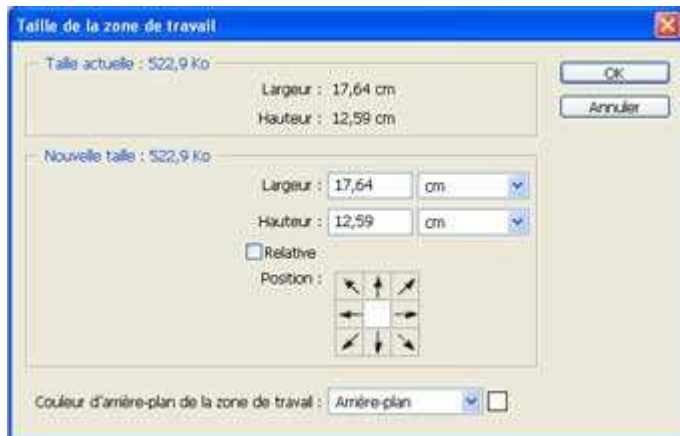 Taille de la zone de travail
Taille actuelle : 522,9 Ko
OK
Largeur : 17,64 cm
Annuler
Hauteur : 12,59 cm
Nouvelle taille : 522,9 Ko
Largeur : 17,64 cm
Hauteur : 12,59 cm
Relative
Position :
Couleur d'arrière-plan de la zone de travail : Arrière-plan